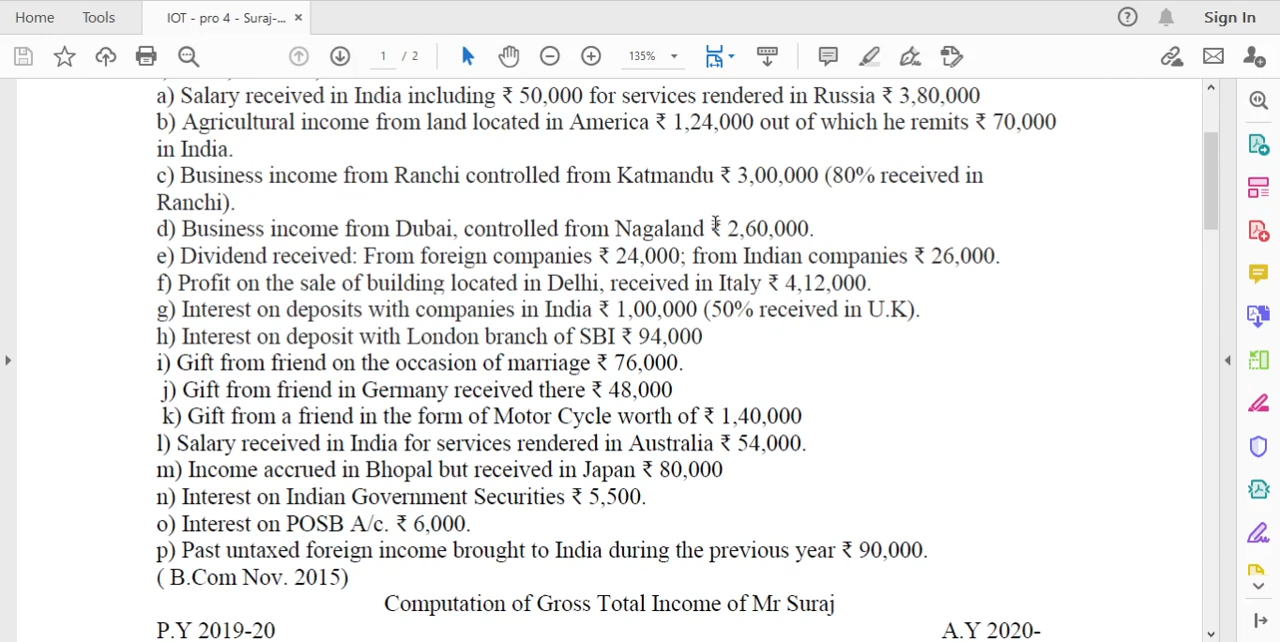 Home Tools IOT - pro 4 - Suraj-... × Sign In
1 / 2 135%
a) Salary received in India including ₹ 50,000 for services rendered in Russia ₹ 3,80,000
b) Agricultural income from land located in America ₹ 1,24,000 out of which he remits ₹ 70,000
in India.
c) Business income from Ranchi controlled from Katmandu ₹ 3,00,000 (80% received in
Ranchi).
d) Business income from Dubai, controlled from Nagaland ₹ 2,60,000.
e) Dividend received: From foreign companies ₹ 24,000; from Indian companies ₹ 26,000.
f) Profit on the sale of building located in Delhi, received in Italy ₹ 4,12,000.
g) Interest on deposits with companies in India ₹ 1,00,000 (50% received in U.K).
h) Interest on deposit with London branch of SBI ₹ 94,000
i) Gift from friend on the occasion of marriage ₹ 76,000.
j) Gift from friend in Germany received there ₹ 48,000
k) Gift from a friend in the form of Motor Cycle worth of ₹ 1,40,000
l) Salary received in India for services rendered in Australia ₹ 54,000.
m) Income accrued in Bhopal but received in Japan ₹ 80,000
n) Interest on Indian Government Securities ₹ 5,500.
o) Interest on POSB A/c. ₹ 6,000.
p) Past untaxed foreign income brought to India during the previous year ₹ 90,000.
( B.Com Nov. 2015)
Computation of Gross Total Income of Mr Suraj
P.Y 2019-20 A.Y 2020-